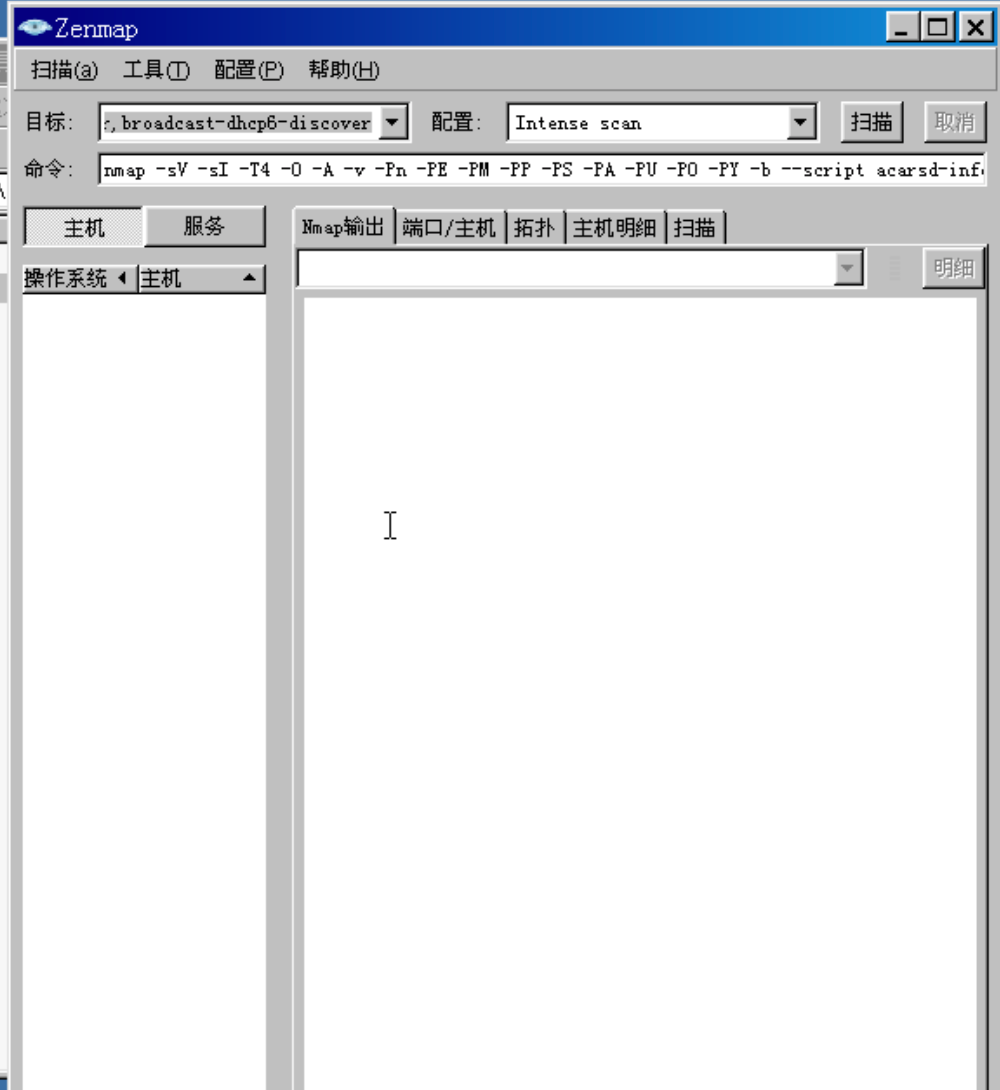 Zenmap
扫描(a) 工具(T) 配置(P) 帮助(H)
目标: ,broadcast-dhcp6-discover 配置: Intense scan 扫描 取消
命令: nmap -sV -sI -T4 -O -A -v -Pn -PE -PM -PP -PS -PA -PU -PO -PY -b --script acarsd-inf
主机 服务 Nmap输出 端口/主机 拓扑 主机明细 扫描
明细
操作系统 主机